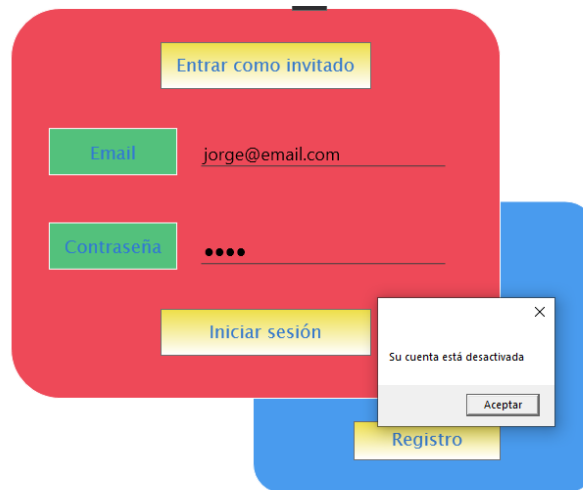 Entrar como invitado
Email
jorge@email.com
Contraseña
Iniciar sesión
Su cuenta está desactivada
Aceptar
Registro